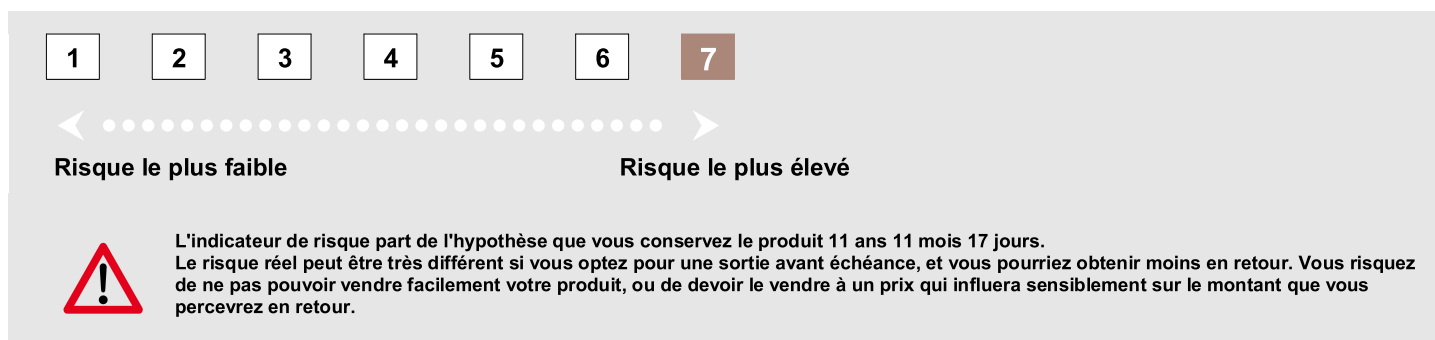 1 2 3 4 5 6 7
Risque le plus faible Risque le plus élevé
L'indicateur de risque part de l'hypothèse que vous conservez le produit 11 ans 11 mois 17 jours.
Le risque réel peut être très différent si vous optez pour une sortie avant échéance, et vous pourriez obtenir moins en retour. Vous risquez
de ne pas pouvoir vendre facilement votre produit, ou de devoir le vendre à un prix qui influera sensiblement sur le montant que vous
percevrez en retour.